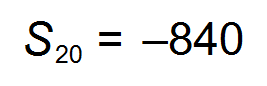 S₂₀ = –840